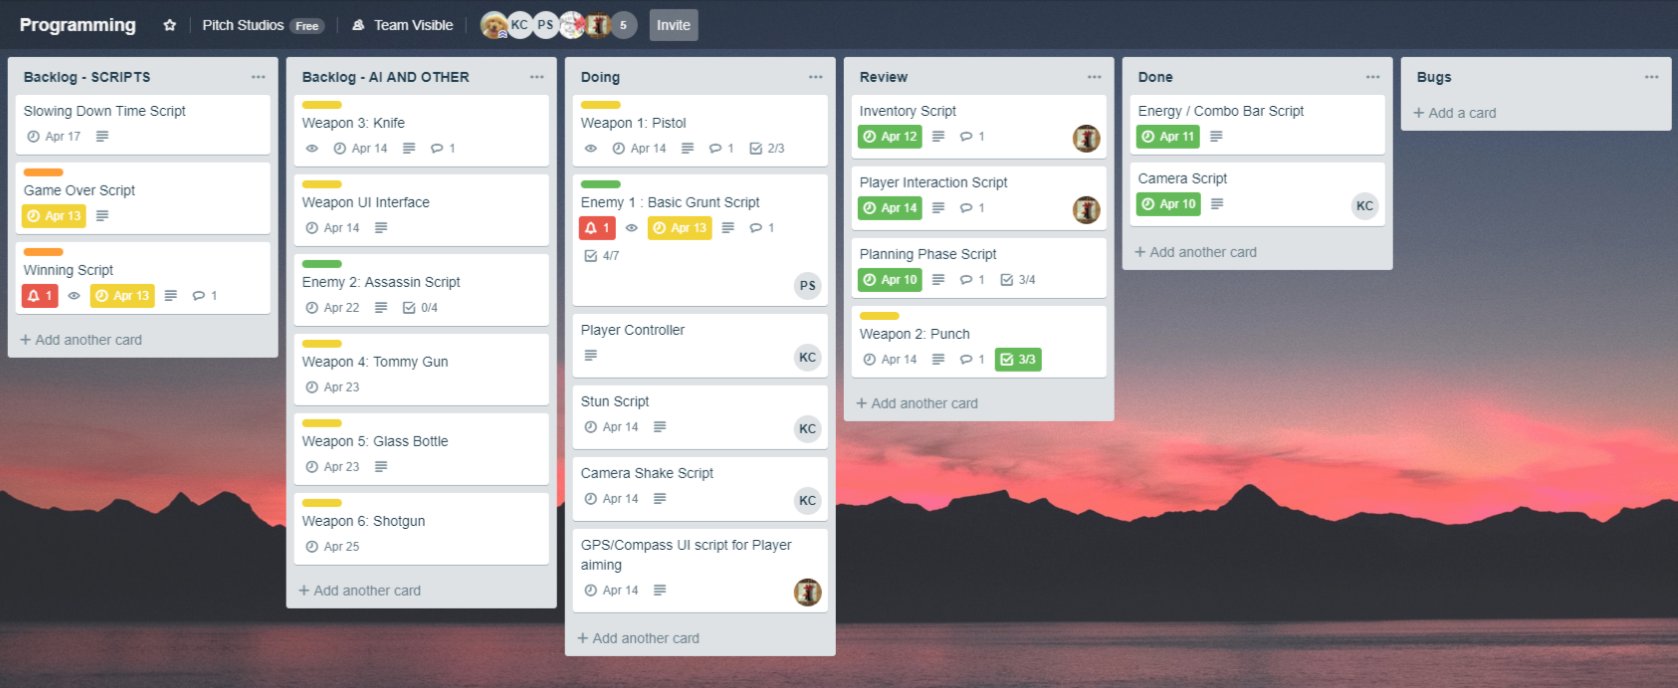 Programming
Pitch Studios Free
Team Visible
KC
PS
5
Invite
Backlog - SCRIPTS
Slowing Down Time Script
Apr 17
Game Over Script
Apr 13
Winning Script
1 Apr 13 1
+ Add another card
Backlog - AI AND OTHER
Weapon 3: Knife
Apr 14 1
Weapon UI Interface
Apr 14
Enemy 2: Assassin Script
Apr 22 0/4
Weapon 4: Tommy Gun
Apr 23
Weapon 5: Glass Bottle
Apr 23
Weapon 6: Shotgun
Apr 25
+ Add another card
Doing
Weapon 1: Pistol
Apr 14 1 2/3
Enemy 1 : Basic Grunt Script
1 Apr 13 1
4/7
PS
Player Controller
KC
Stun Script
Apr 14
KC
Camera Shake Script
Apr 14
KC
GPS/Compass UI script for Player
aiming
Apr 14
+ Add another card
Review
Inventory Script
Apr 12 1
Player Interaction Script
Apr 14 1
Planning Phase Script
Apr 10 1 3/4
Weapon 2: Punch
Apr 14 1 3/3
+ Add another card
Done
Energy / Combo Bar Script
Apr 11
Camera Script
Apr 10
KC
+ Add another card
Bugs
+ Add a card